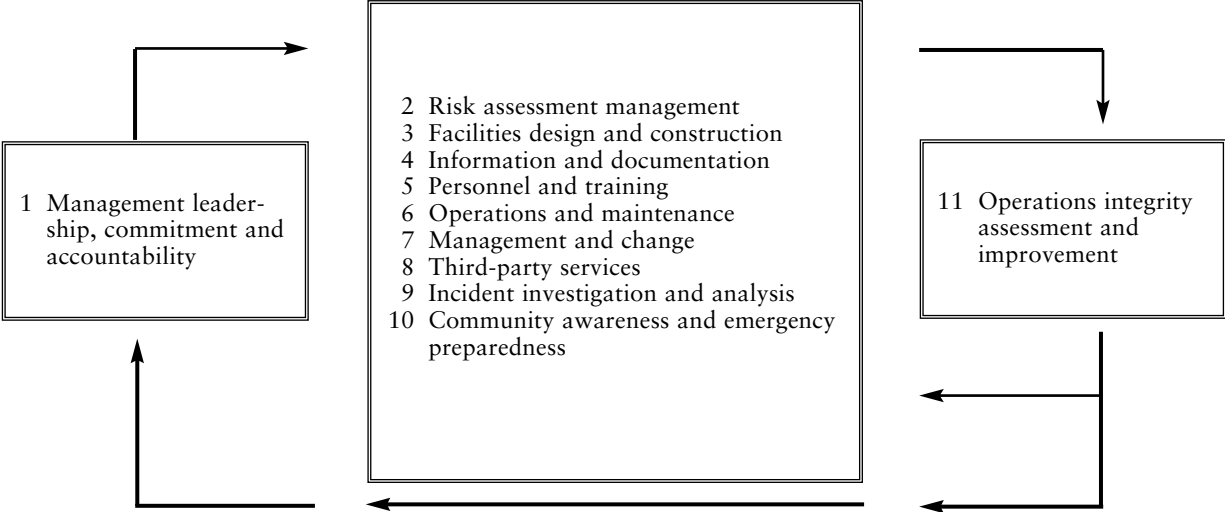 1 Management leader-
ship, commitment and
accountability
2 Risk assessment management
3 Facilities design and construction
4 Information and documentation
5 Personnel and training
6 Operations and maintenance
7 Management and change
8 Third-party services
9 Incident investigation and analysis
10 Community awareness and emergency
preparedness
11 Operations integrity
assessment and
improvement